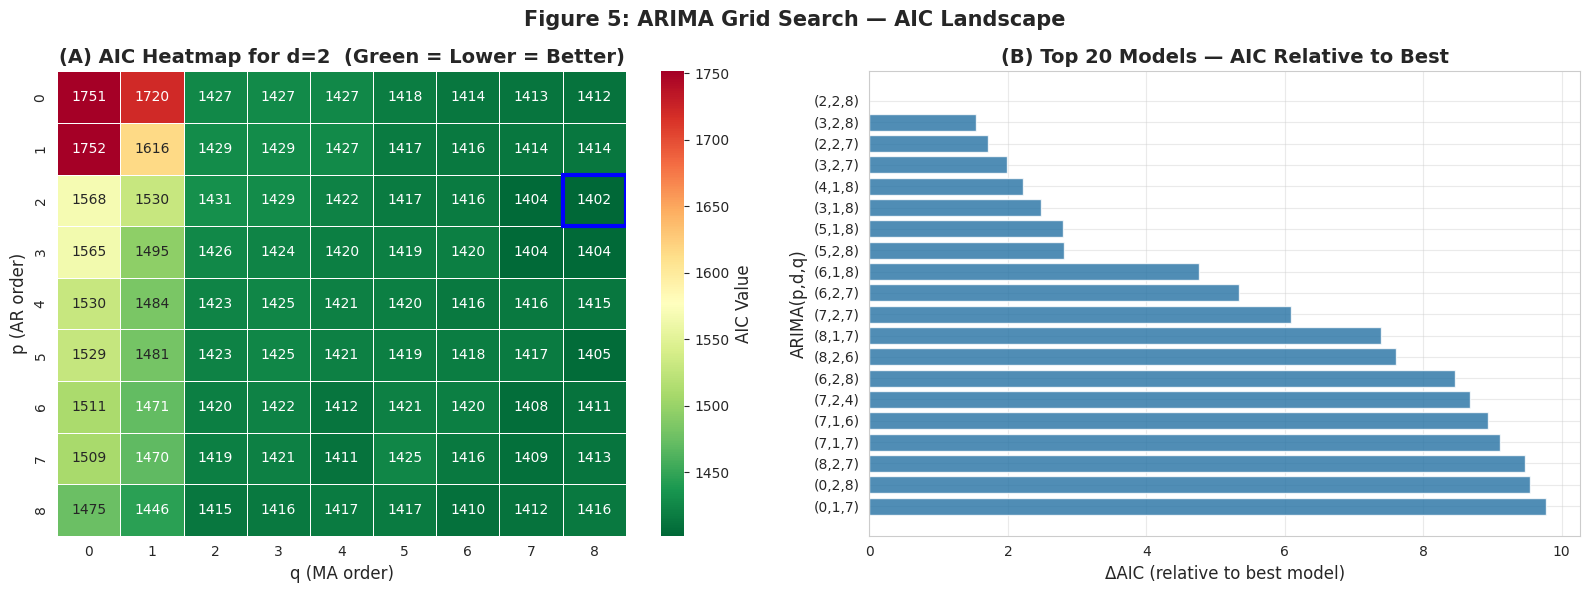 Figure 5: ARIMA Grid Search — AIC Landscape
(A) AIC Heatmap for d=2  (Green = Lower = Better)
p (AR order)
0 1751 1720 1427 1427 1427 1418 1414 1413 1412
1 1752 1616 1429 1429 1427 1417 1416 1414 1414
2 1568 1530 1431 1429 1422 1417 1416 1404 1402
3 1565 1495 1426 1424 1420 1419 1420 1404 1404
4 1530 1484 1423 1425 1421 1420 1416 1416 1415
5 1529 1481 1423 1425 1421 1419 1418 1417 1405
6 1511 1471 1420 1422 1412 1421 1420 1408 1411
7 1509 1470 1419 1421 1411 1425 1416 1409 1413
8 1475 1446 1415 1416 1417 1417 1410 1412 1416
0 1 2 3 4 5 6 7 8
q (MA order)
1750
1700
1650
1600
1550
1500
1450
AIC Value
(B) Top 20 Models — AIC Relative to Best
ARIMA(p,d,q)
(2,2,8)
(3,2,8)
(2,2,7)
(3,2,7)
(4,1,8)
(3,1,8)
(5,1,8)
(5,2,8)
(6,1,8)
(6,2,7)
(7,2,7)
(8,1,7)
(8,2,6)
(6,2,8)
(7,2,4)
(7,1,6)
(7,1,7)
(8,2,7)
(0,2,8)
(0,1,7)
0 2 4 6 8 10
ΔAIC (relative to best model)